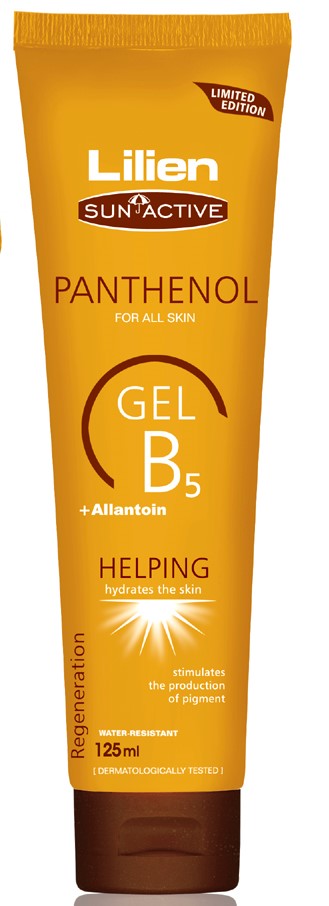 LIMITED
EDITION
Lilien
SUN ACTIVE
PANTHENOL
FOR ALL SKIN
GEL
B5
+Allantoin
HELPING
hydrates the skin
stimulates
the production
of pigment
Regeneration
WATER-RESISTANT
125ml
[ DERMATOLOGICALLY TESTED ]